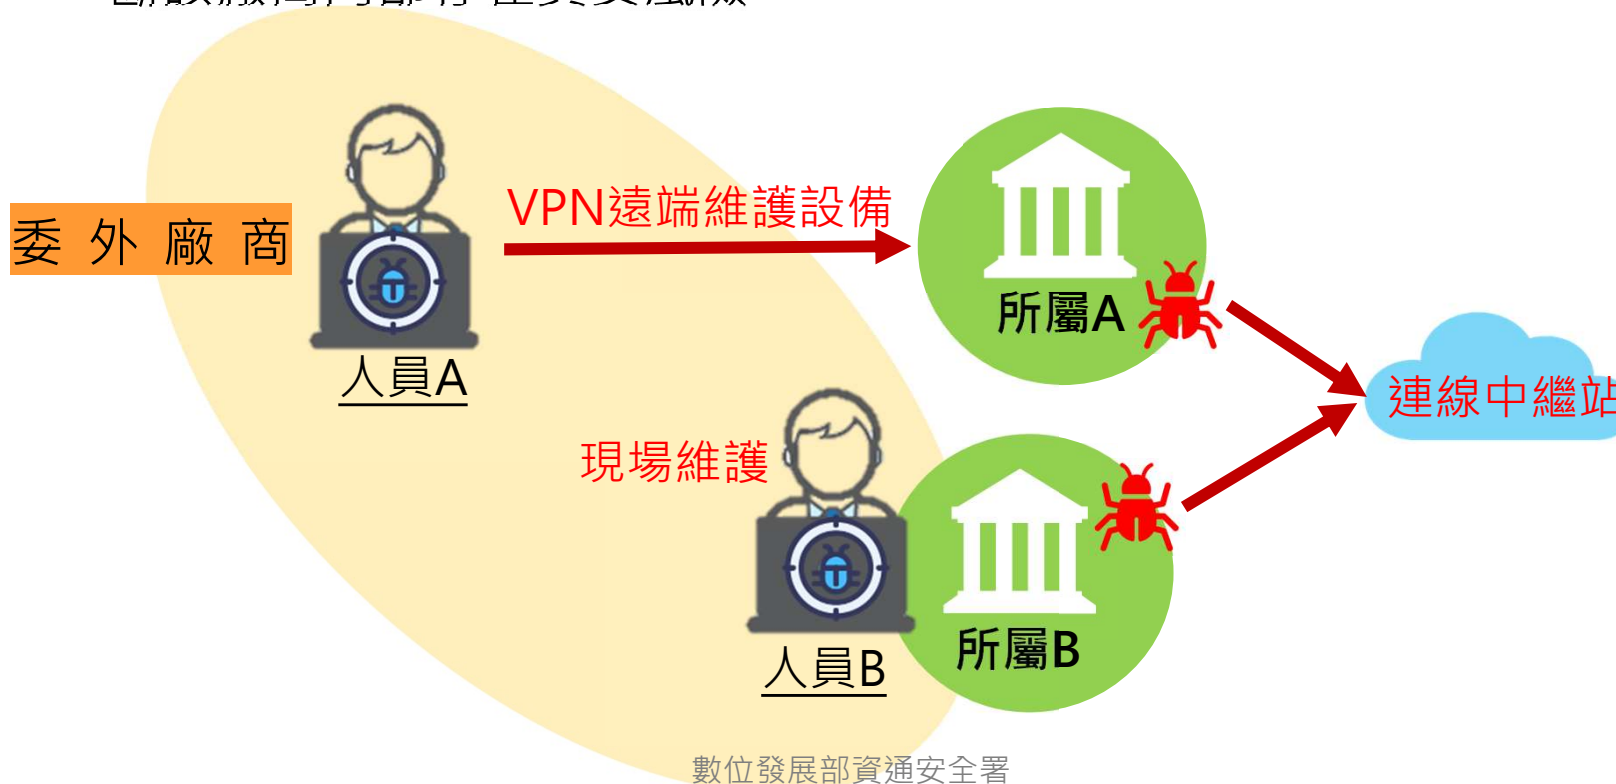 委外廠商
VPN遠端維護設備
所屬A
人員A
連線中繼站
現場維護
所屬B
人員B
數位發展部資通安全署